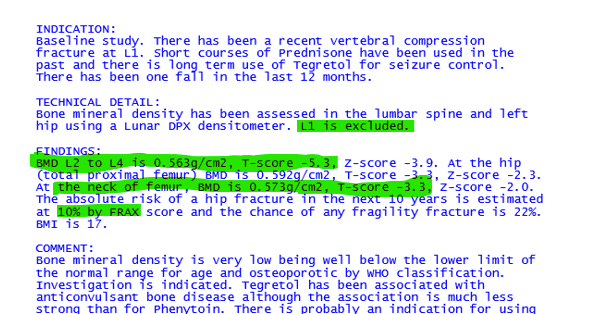 INDICATION:
Baseline study. There has been a recent vertebral compression
fracture at L1. Short courses of Prednisone have been used in the
past and there is long term use of Tegretol for seizure control.
There has been one fall in the last 12 months.
TECHNICAL DETAIL:
Bone mineral density has been assessed in the lumbar spine and left
hip using a Lunar DPX densitometer. L1 is excluded.
FINDINGS:
BMD L2 to L4 is 0.563g/cm2, T-score -5.3, Z-score -3.9. At the hip
(total proximal femur) BMD is 0.592g/cm2, T-score -3.3, Z-score -2.3.
At the neck of femur, BMD is 0.573g/cm2, T-score -3.3, Z-score -2.0.
The absolute risk of a hip fracture in the next 10 years is estimated
at 10% by FRAX score and the chance of any fragility fracture is 22%.
BMI is 17.
COMMENT:
Bone mineral density is very low being well below the lower limit of
the normal range for age and osteoporotic by WHO classification.
Investigation is indicated. Tegretol has been associated with
anticonvulsant bone disease although the association is much less
strong than for Phenytoin. There is probably an indication for using